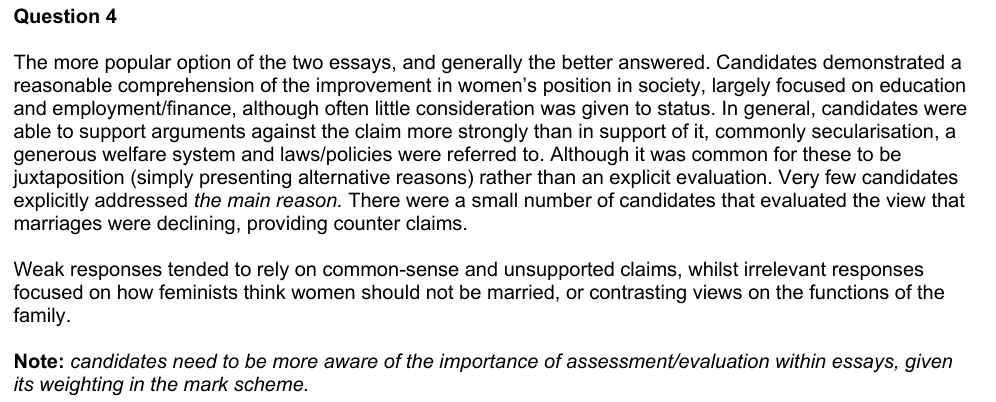 Question 4
The more popular option of the two essays, and generally the better answered. Candidates demonstrated a
reasonable comprehension of the improvement in women's position in society, largely focused on education
and employment/finance, although often little consideration was given to status. In general, candidates were
able to support arguments against the claim more strongly than in support of it, commonly secularisation, a
generous welfare system and laws/policies were referred to. Although it was common for these to be
juxtaposition (simply presenting alternative reasons) rather than an explicit evaluation. Very few candidates
explicitly addressed the main reason. There were a small number of candidates that evaluated the view that
marriages were declining, providing counter claims.
Weak responses tended to rely on common-sense and unsupported claims, whilst irrelevant responses
focused on how feminists think women should not be married, or contrasting views on the functions of the
family.
Note: candidates need to be more aware of the importance of assessment/evaluation within essays, given
its weighting in the mark scheme.